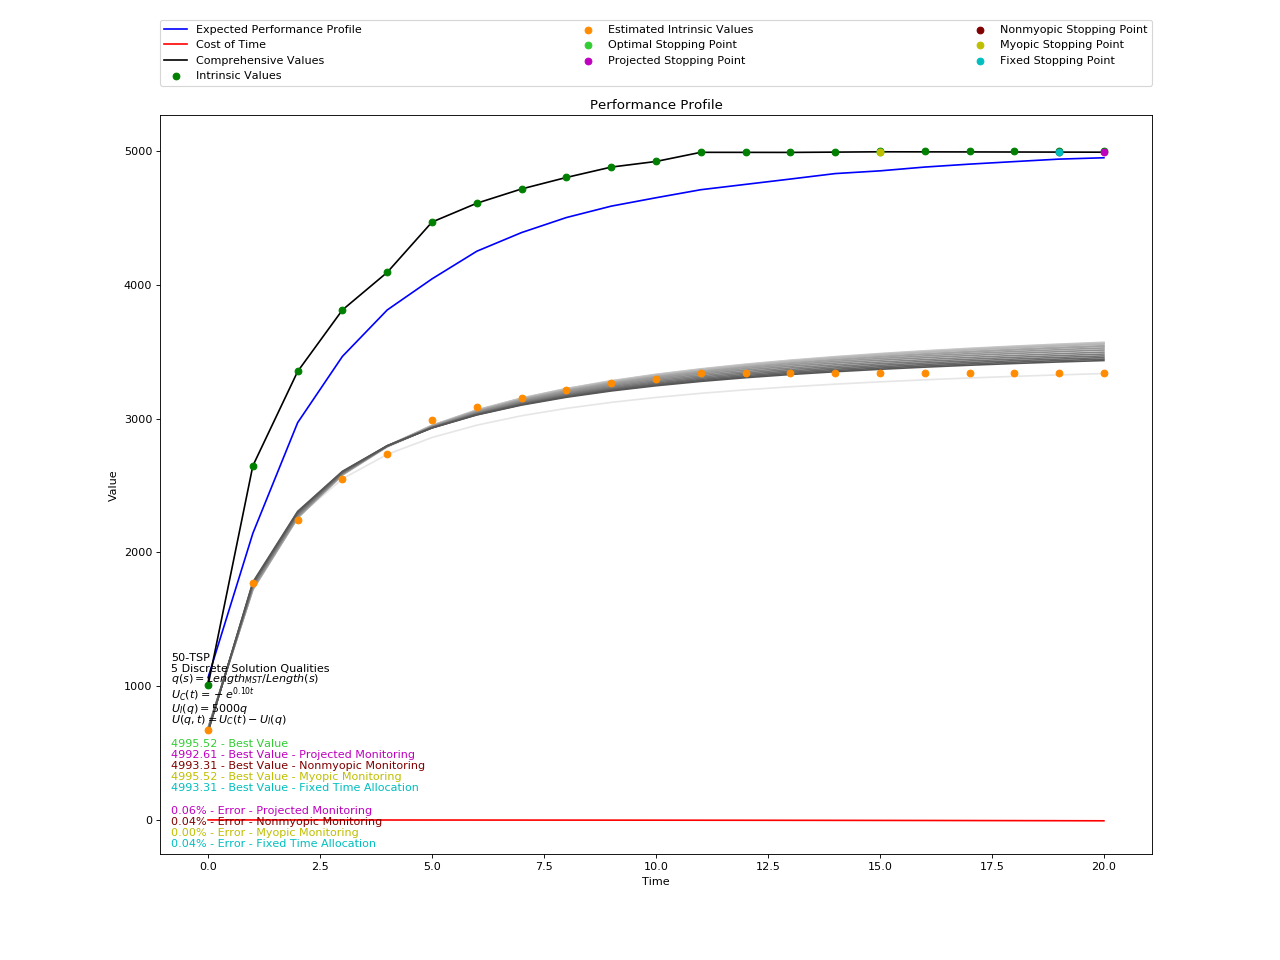 Expected Performance Profile
Cost of Time
Comprehensive Values
Intrinsic Values
Estimated Intrinsic Values
Optimal Stopping Point
Projected Stopping Point
Nonmyopic Stopping Point
Myopic Stopping Point
Fixed Stopping Point
Performance Profile
5000
4000
3000
2000
1000
0
Value
50-TSP
5 Discrete Solution Qualities
q(s) = Length_MST/Length(s)
U_C(t) = −e^0.10t
U_I(q) = 5000q
U(q, t) = U_C(t) − U_I(q)
4995.52 - Best Value
4992.61 - Best Value - Projected Monitoring
4993.31 - Best Value - Nonmyopic Monitoring
4995.52 - Best Value - Myopic Monitoring
4993.31 - Best Value - Fixed Time Allocation
0.06% - Error - Projected Monitoring
0.04% - Error - Nonmyopic Monitoring
0.00% - Error - Myopic Monitoring
0.04% - Error - Fixed Time Allocation
0.0 2.5 5.0 7.5 10.0 12.5 15.0 17.5 20.0
Time